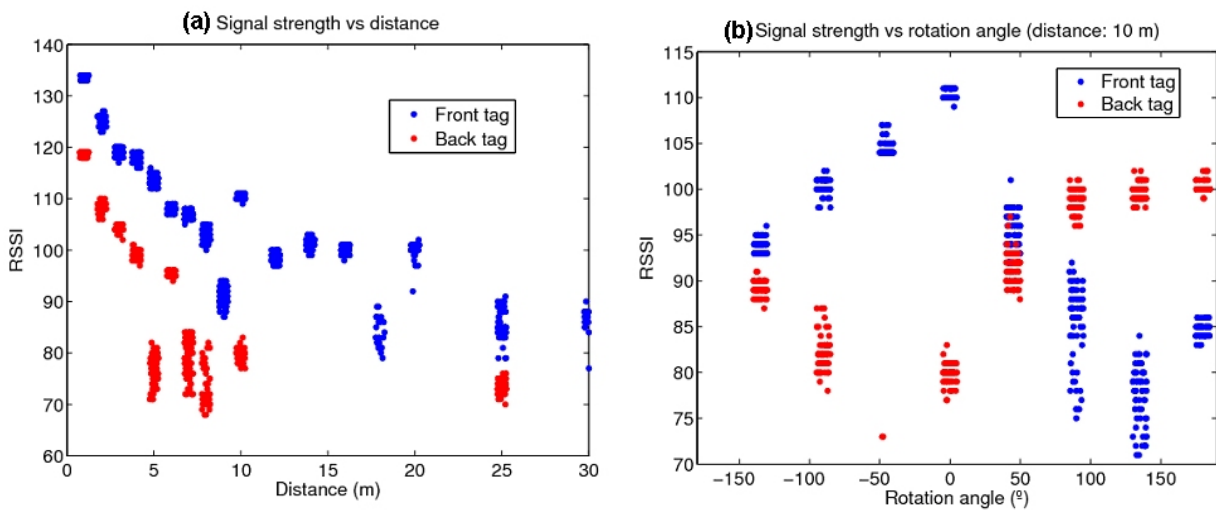 (a) Signal strength vs distance
140
130
120
110
100
90
80
70
60
RSSI
0 5 10 15 20 25 30
Distance (m)
Front tag
Back tag
(b) Signal strength vs rotation angle (distance: 10 m)
115
110
105
100
95
90
85
80
75
70
RSSI
−150 −100 −50 0 50 100 150
Rotation angle (º)
Front tag
Back tag